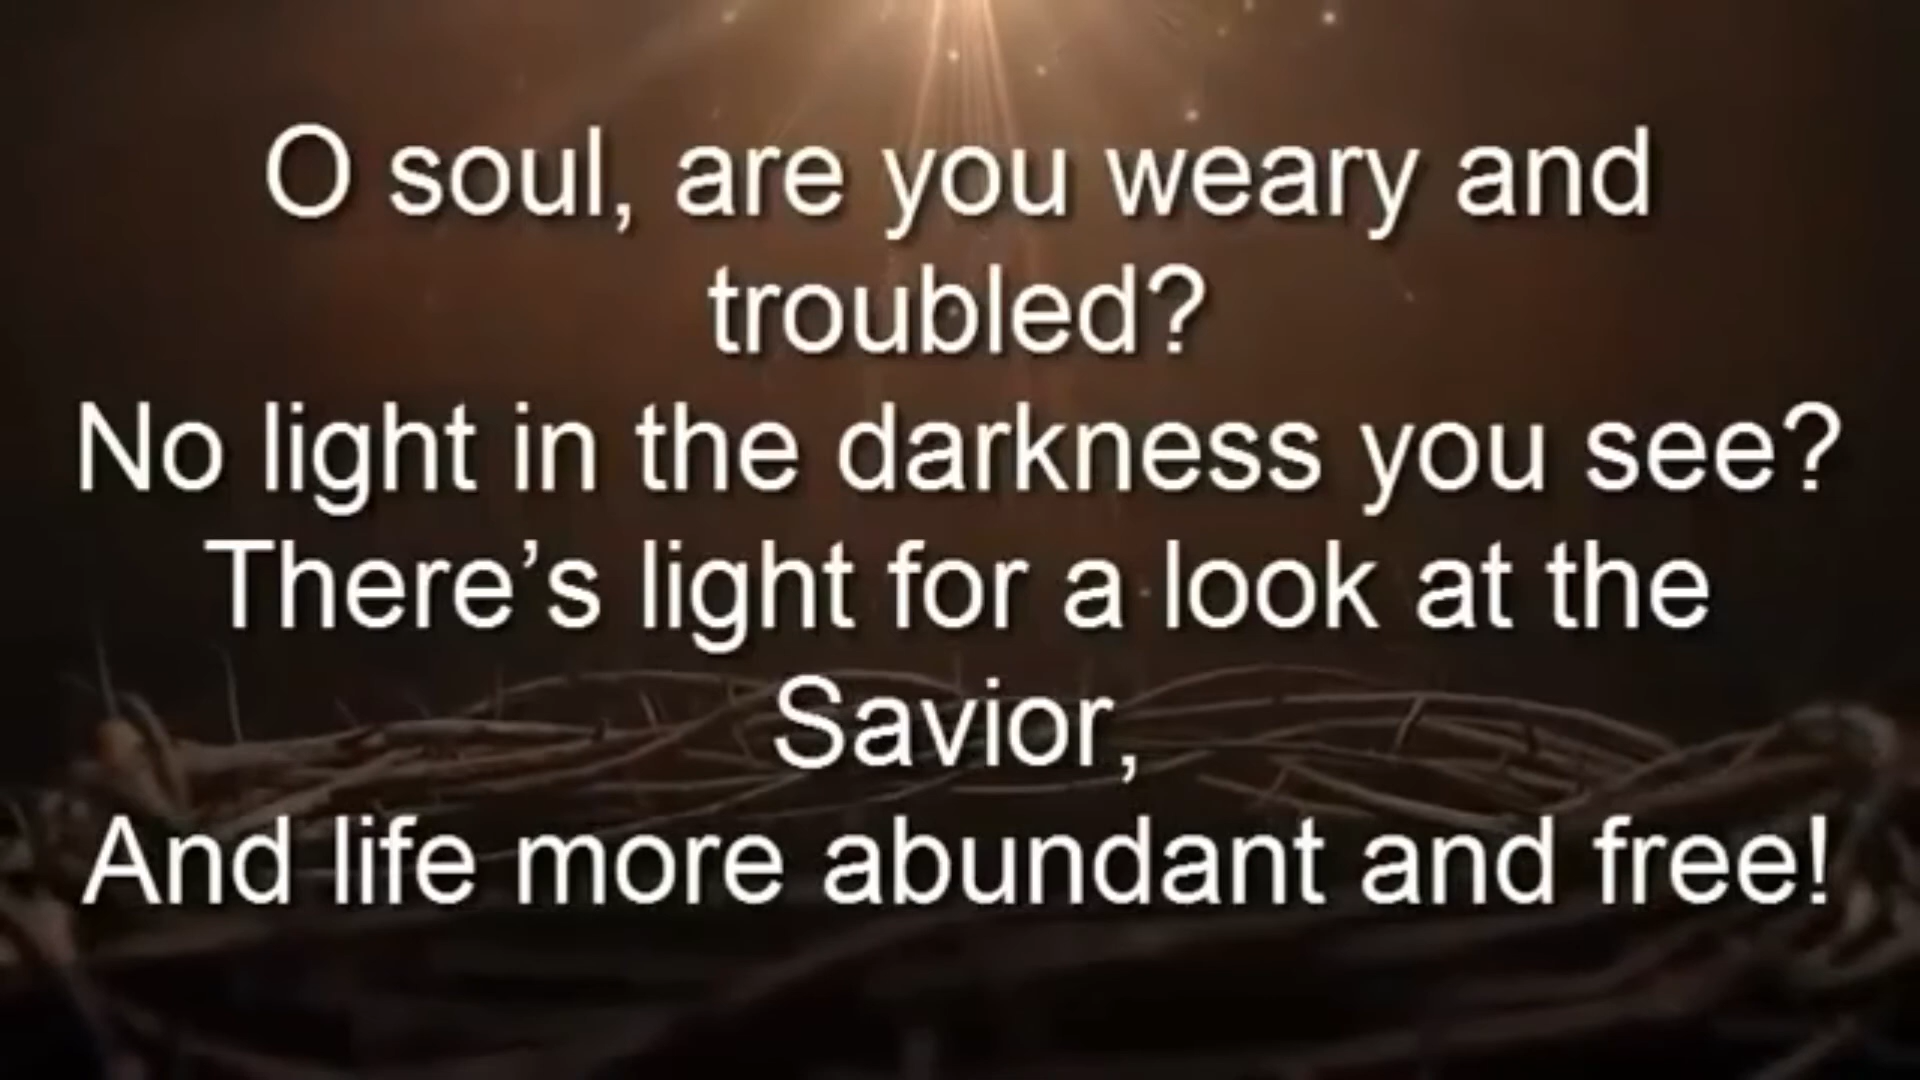 O soul, are you weary and
troubled?
No light in the darkness you see?
There’s light for a look at the
Savior,
And life more abundant and free!